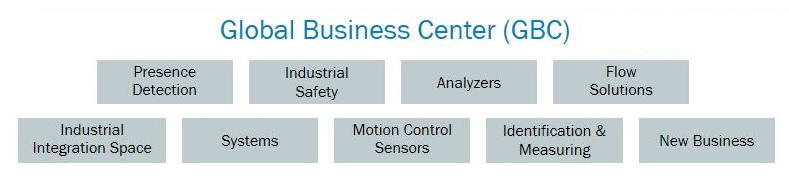 Global Business Center (GBC)
Presence
Detection
Industrial
Safety
Analyzers
Flow
Solutions
Industrial
Integration Space
Systems
Motion Control
Sensors
Identification &
Measuring
New Business